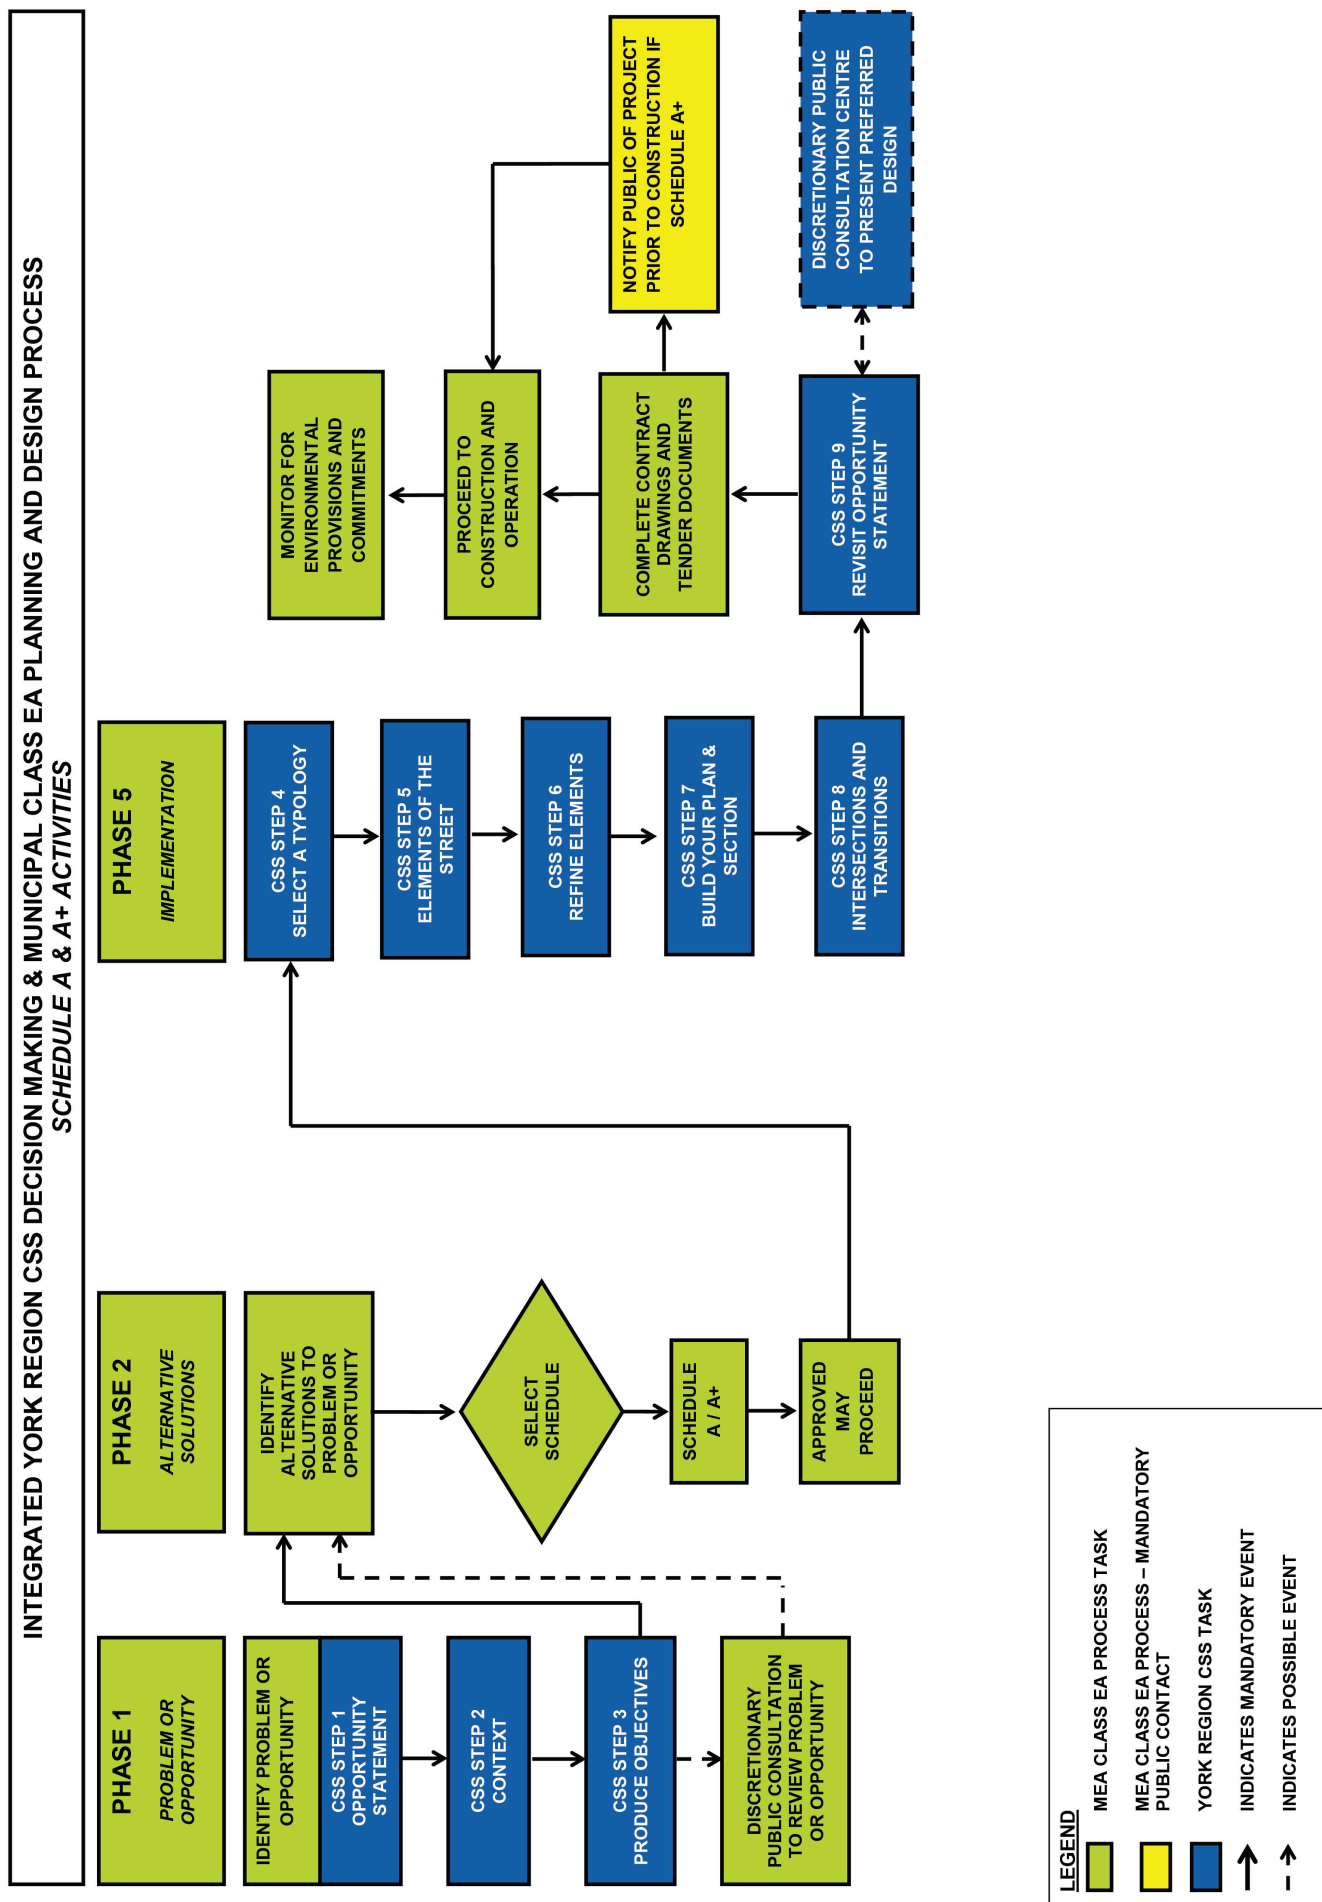 INTEGRATED YORK REGION CSS DECISION MAKING & MUNICIPAL CLASS EA PLANNING AND DESIGN PROCESS
SCHEDULE A & A+ ACTIVITIES
PHASE 1
PROBLEM OR
OPPORTUNITY
IDENTIFY PROBLEM OR
OPPORTUNITY
CSS STEP 1
OPPORTUNITY
STATEMENT
CSS STEP 2
CONTEXT
CSS STEP 3
PRODUCE OBJECTIVES
DISCRETIONARY
PUBLIC CONSULTATION
TO REVIEW PROBLEM
OR OPPORTUNITY
PHASE 2
ALTERNATIVE
SOLUTIONS
IDENTIFY
ALTERNATIVE
SOLUTIONS TO
PROBLEM OR
OPPORTUNITY
SELECT
SCHEDULE
SCHEDULE
A / A+
APPROVED
MAY
PROCEED
PHASE 5
IMPLEMENTATION
CSS STEP 4
SELECT A TYPOLOGY
CSS STEP 5
ELEMENTS OF THE
STREET
CSS STEP 6
REFINE ELEMENTS
CSS STEP 7
BUILD YOUR PLAN &
SECTION
CSS STEP 8
INTERSECTIONS AND
TRANSITIONS
MONITOR FOR
ENVIRONMENTAL
PROVISIONS AND
COMMITMENTS
PROCEED TO
CONSTRUCTION AND
OPERATION
COMPLETE CONTRACT
DRAWINGS AND
TENDER DOCUMENTS
CSS STEP 9
REVISIT OPPORTUNITY
STATEMENT
NOTIFY PUBLIC OF PROJECT
PRIOR TO CONSTRUCTION IF
SCHEDULE A+
DISCRETIONARY PUBLIC
CONSULTATION CENTRE
TO PRESENT PREFERRED
DESIGN
LEGEND
MEA CLASS EA PROCESS TASK
MEA CLASS EA PROCESS – MANDATORY
PUBLIC CONTACT
YORK REGION CSS TASK
INDICATES MANDATORY EVENT
INDICATES POSSIBLE EVENT